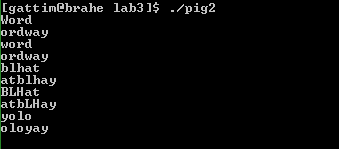 [gattim@brahe lab3]$ ./pig2
Word
ordway
word
ordway
blhat
atblhay
BLHat
atbLHay
yolo
oloyay